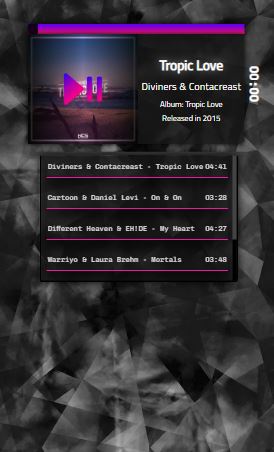 Tropic Love
Diviners & Contacreast
Album: Tropic Love
Released in 2015
00:00
Diviners & Contacreast - Tropic Love 04:41
Cartoon & Daniel Levi - On & On 03:28
Different Heaven & EH!DE - My Heart 04:27
Warriyo & Laura Brehm - Mortals 03:48